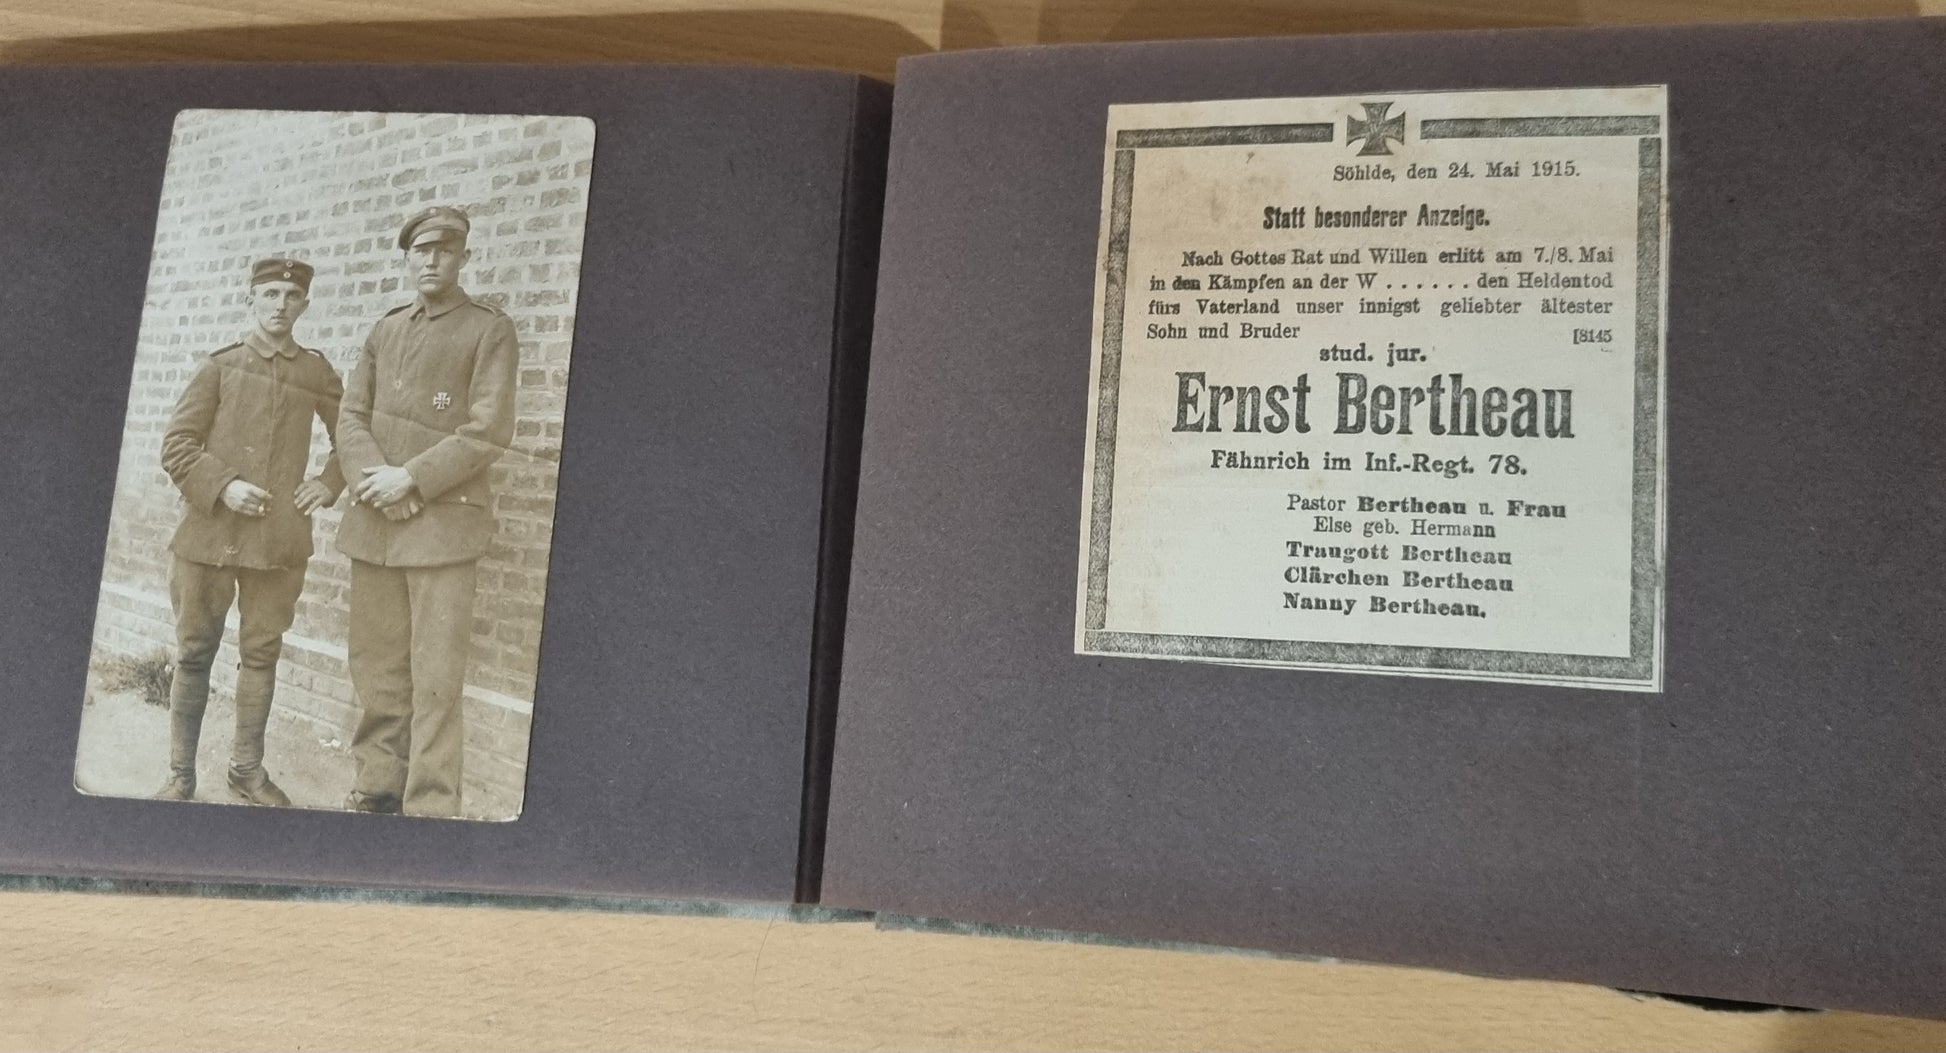 Söhlde, den 24. Mai 1915.
Statt besonderer Anzeige.
Nach Gottes Rat und Willen erlitt am 7./8. Mai
in den Kämpfen an der W . . . . . . den Heldentod
fürs Vaterland unser innigst geliebter ältester
Sohn und Bruder [8145
stud. jur.
Ernst Bertheau
Fähnrich im Inf.-Regt. 78.
Pastor Bertheau u. Frau
Else geb. Hermann
Traugott Bertheau
Clärchen Bertheau
Nanny Bertheau.